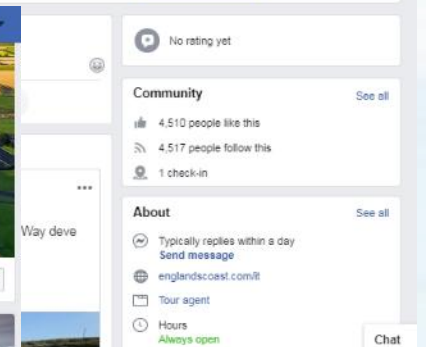 No rating yet
Community
See all
4,510 people like this
4,517 people follow this
1 check-in
Way deve
About
See all
Typically replies within a day
Send message
englandscoast.com/it
Tour agent
Hours
Always open
Chat